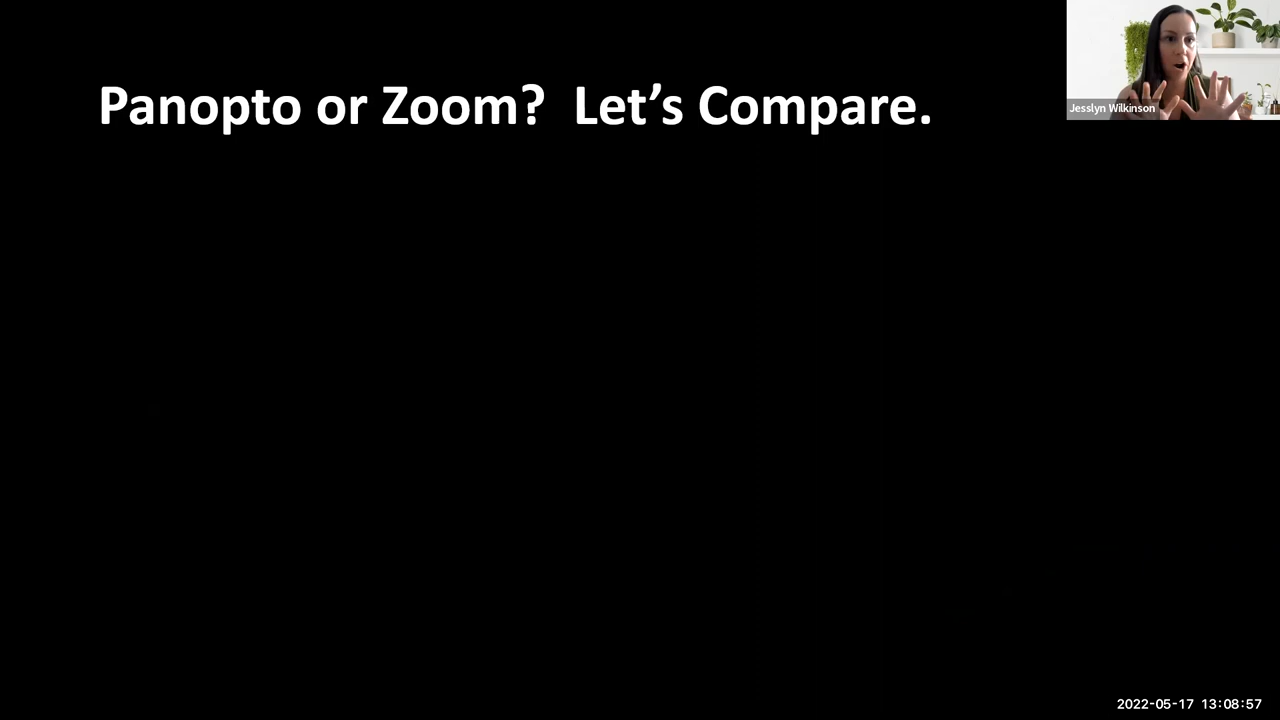 Panopto or Zoom? Let’s Compare.
Jesslyn Wilkinson
2022-05-17 13:08:57